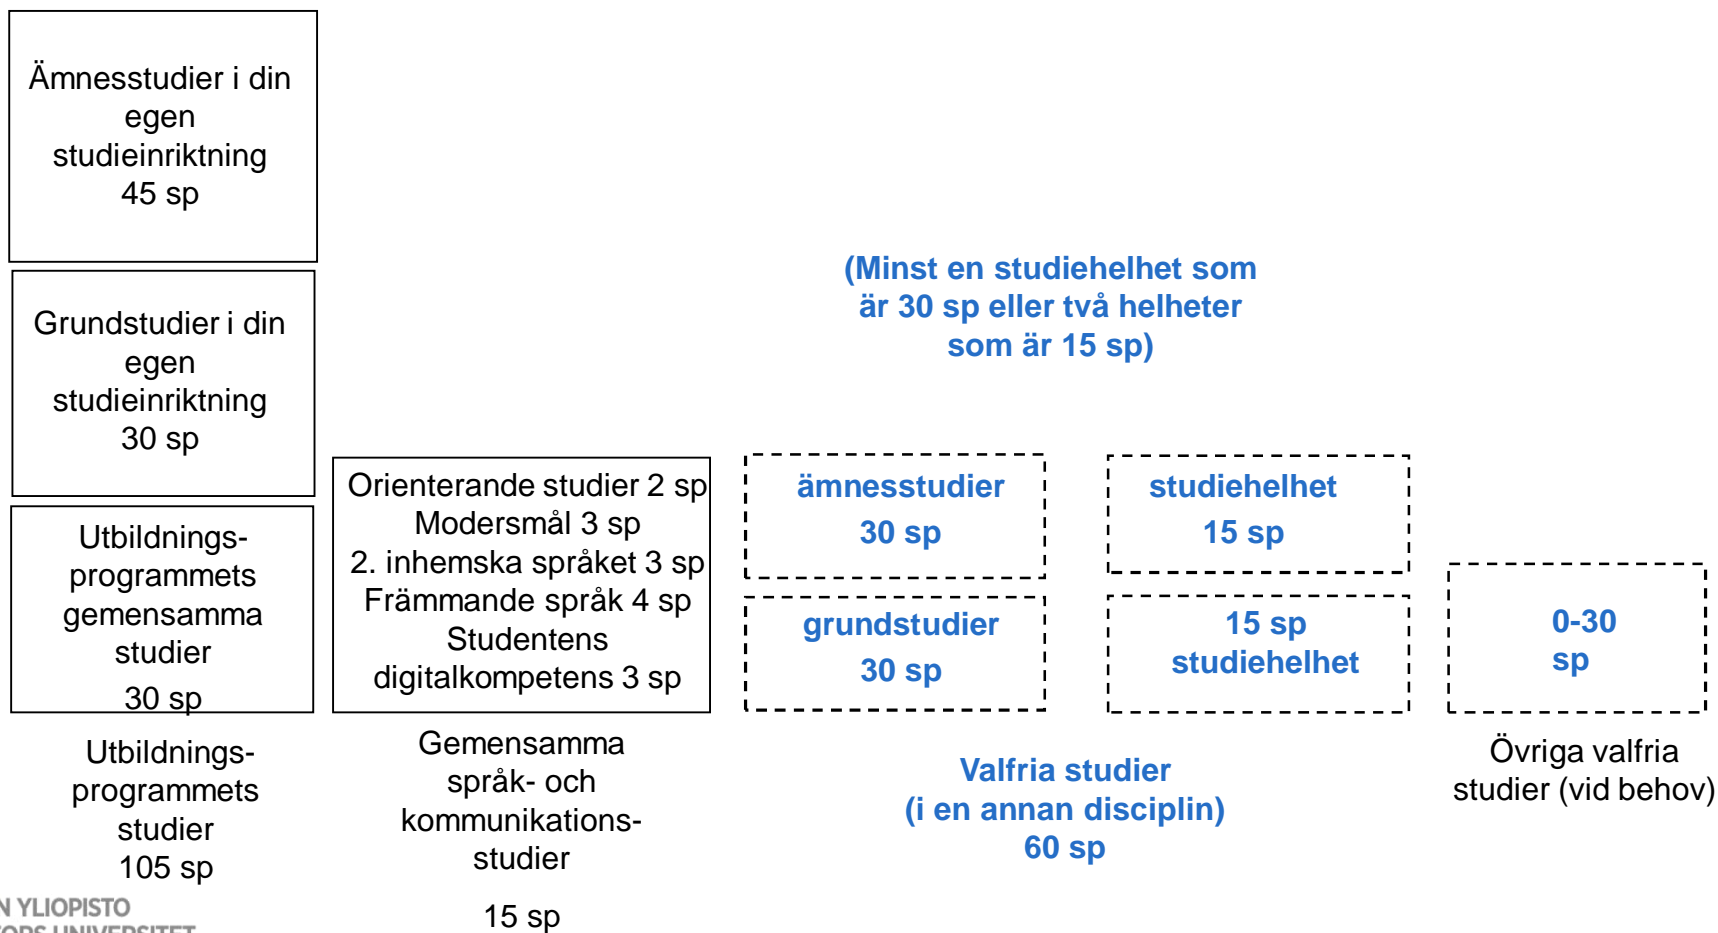 Ämnesstudier i din
egen
studieinriktning
45 sp
Grundstudier i din
egen
studieinriktning
30 sp
Utbildnings-
programmets
gemensamma
studier
30 sp
Utbildnings-
programmets
studier
105 sp
Orienterande studier 2 sp
Modersmål 3 sp
2. inhemska språket 3 sp
Främmande språk 4 sp
Studentens
digitalkompetens 3 sp
Gemensamma
språk- och
kommunikations-
studier
15 sp
(Minst en studiehelhet som
är 30 sp eller två helheter
som är 15 sp)
ämnesstudier
30 sp
grundstudier
30 sp
studiehelhet
15 sp
15 sp
studiehelhet
Valfria studier
(i en annan disciplin)
60 sp
0-30
sp
Övriga valfria
studier (vid behov)
N YLIOPISTO
UNIVERSITET